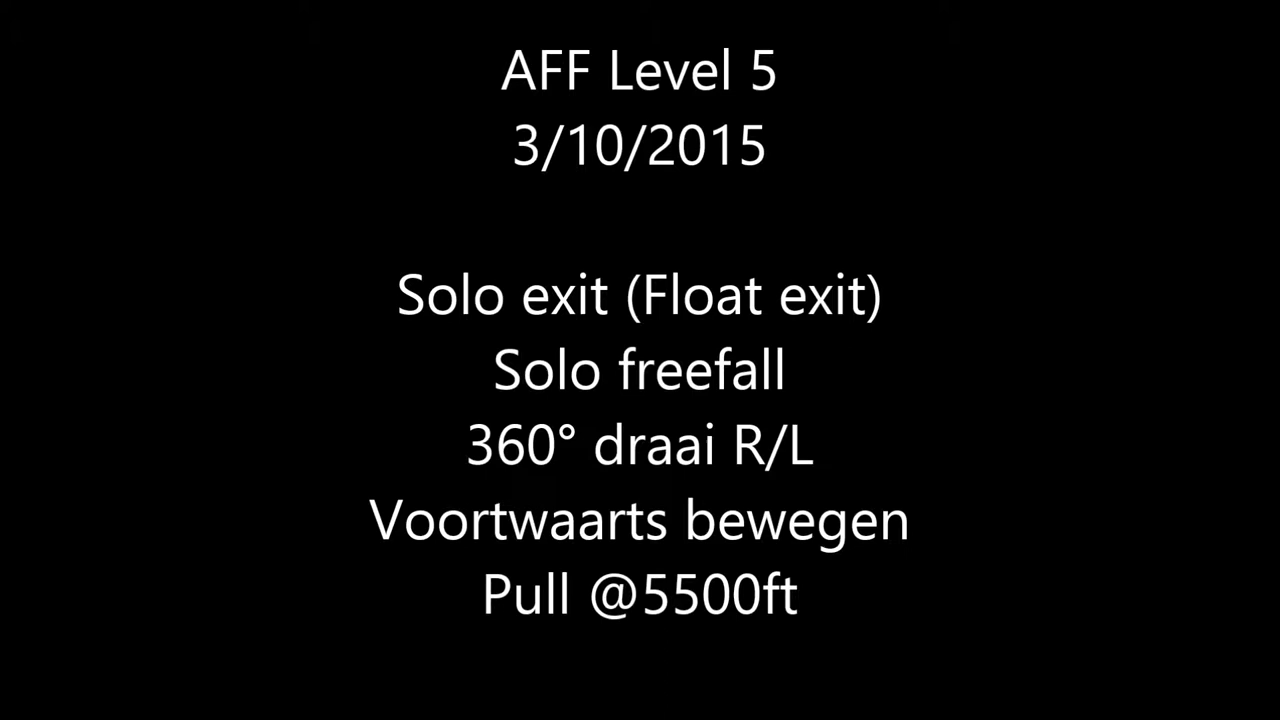 AFF Level 5
3/10/2015
Solo exit (Float exit)
Solo freefall
360° draai R/L
Voortwaarts bewegen
Pull @5500ft